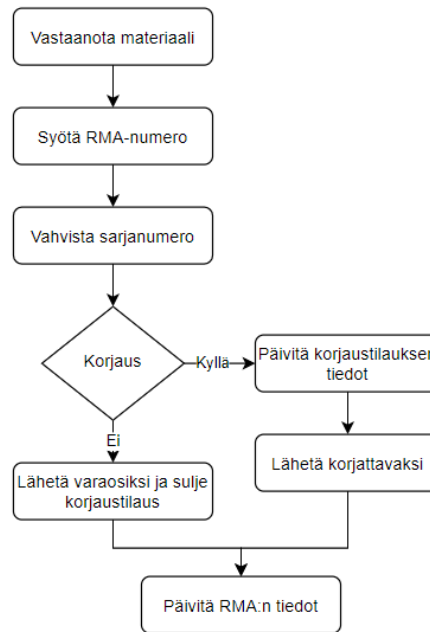 Vastaanota materiaali
Syötä RMA-numero
Vahvista sarjanumero
Korjaus
Kyllä
Päivitä korjaustilauksen
tiedot
Ei
Lähetä varaosiksi ja sulje
korjaustilaus
Lähetä korjattavaksi
Päivitä RMA:n tiedot